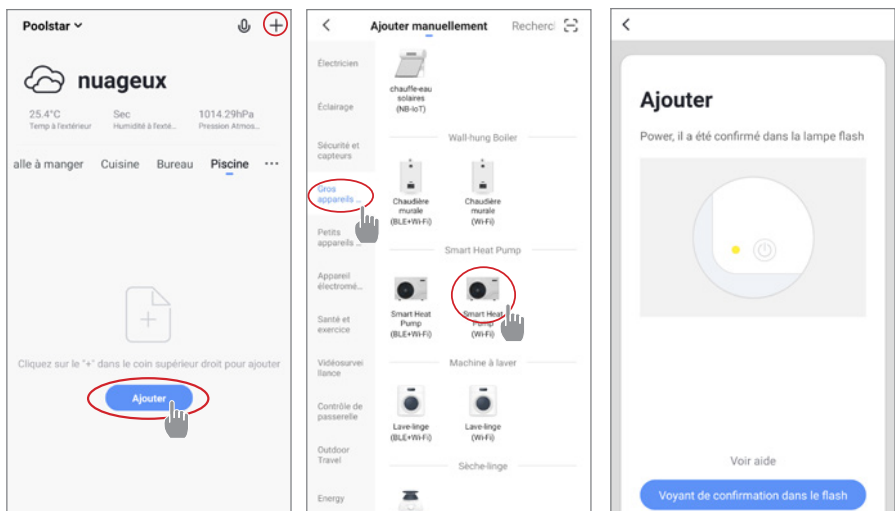 Poolstar
nuageux
25.4°C Sec 1014.29hPa
Temp à l'extérieur Humidité à l'exté... Pression Atmos...
alle à manger Cuisine Bureau Piscine ...
Cliquez sur le "+" dans le coin supérieur droit pour ajouter
Ajouter
Ajouter manuellement Recherc
Électricien
Éclairage
Sécurité et
capteurs
Gros
appareils ...
Petits
appareils ...
Appareil
électromé...
Santé et
exercice
Vidéosurvei
llance
Contrôle de
passerelle
Outdoor
Travel
Energy
chauffe-eau
solaires
(NB-IoT)
Wall-hung Boiler
Chaudière
murale
(BLE+Wi-Fi)
Chaudière
murale
(Wi-Fi)
Smart Heat Pump
Smart Heat
Pump
(BLE+Wi-Fi)
Smart Heat
Pump
(Wi-Fi)
Machine à laver
Lave-linge
(BLE+Wi-Fi)
Lave-linge
(Wi-Fi)
Sèche-linge
Ajouter
Power, il a été confirmé dans la lampe flash
Voir aide
Voyant de confirmation dans le flash